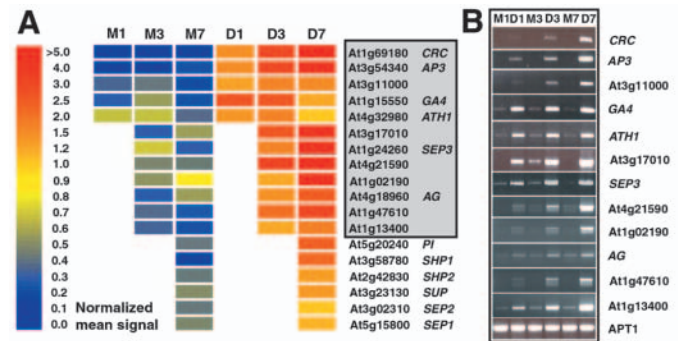 A
M1 M3 M7 D1 D3 D7
>5.0 At1g69180 CRC
4.0 At3g54340 AP3
3.0 At3g11000
2.5 At1g15550 GA4
2.0 At4g32980 ATH1
1.5 At3g17010
1.2 At1g24260 SEP3
1.0 At4g21590
0.9 At1g02190
0.8 At4g18960 AG
0.7 At1g47610
0.6 At1g13400
0.5 At5g20240 PI
0.4 At3g58780 SHP1
0.3 At2g42830 SHP2
0.2 At3g23130 SUP
0.1 Normalized At3g02310 SEP2
0.0 mean signal At5g15800 SEP1
B
M1 D1 M3 D3 M7 D7
CRC
AP3
At3g11000
GA4
ATH1
At3g17010
SEP3
At4g21590
At1g02190
AG
At1g47610
At1g13400
APT1